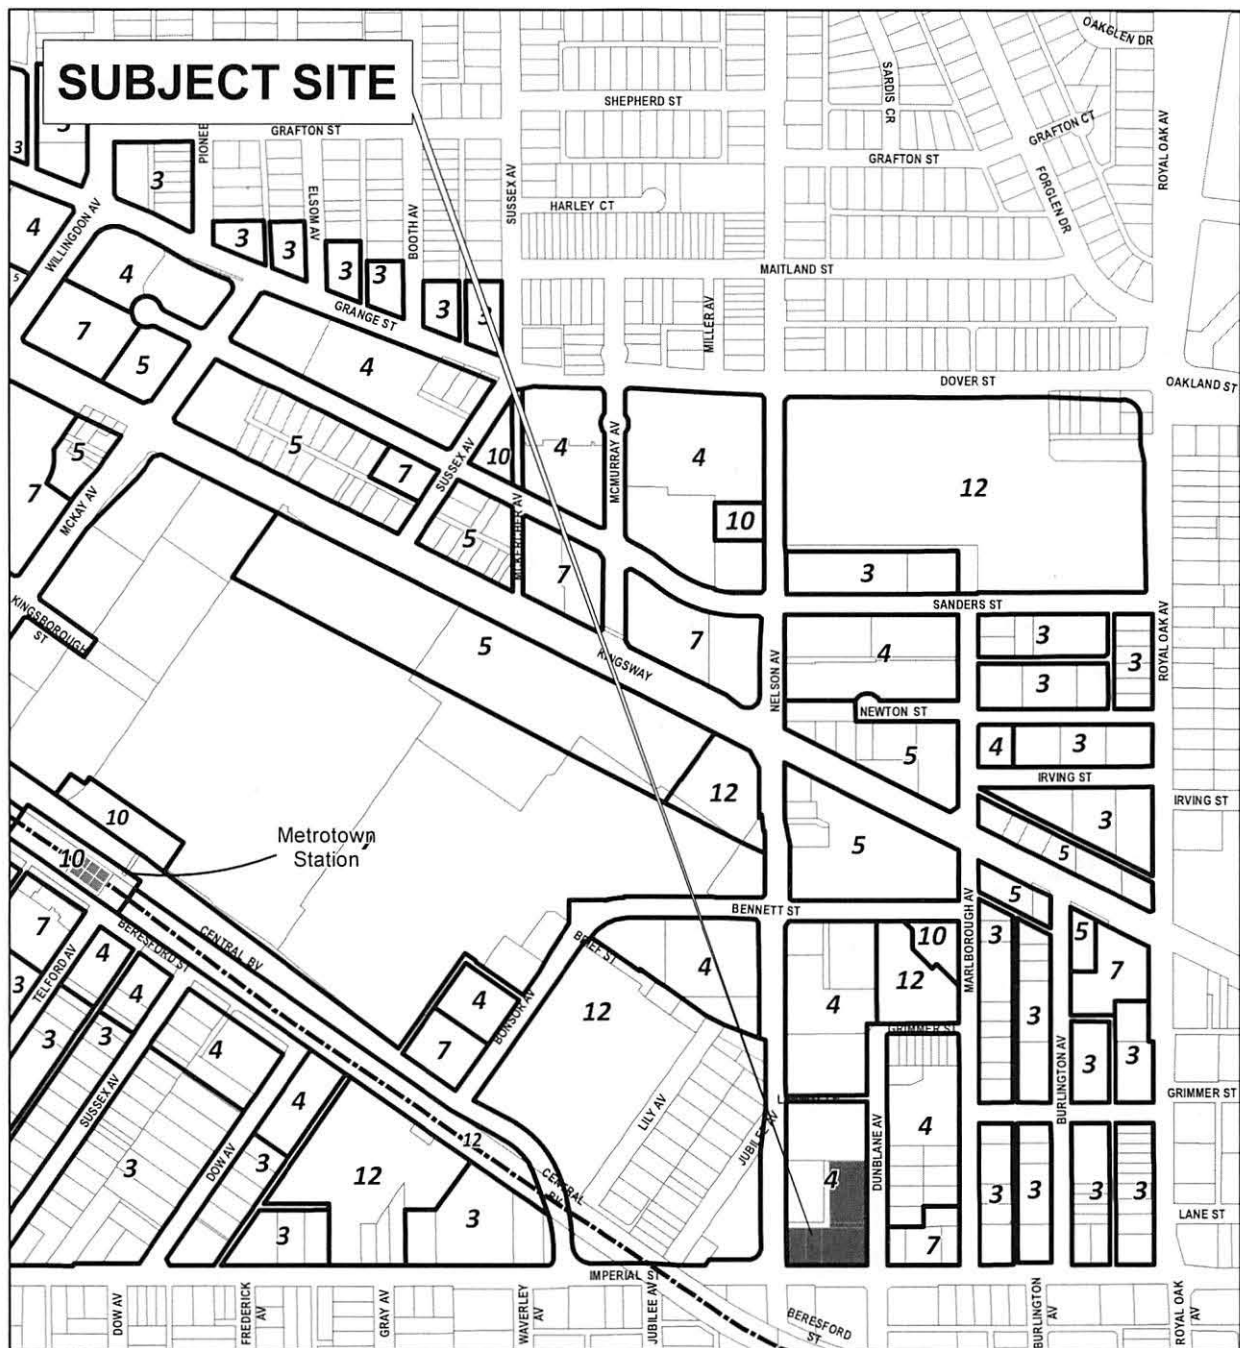 SUBJECT SITE
OAKGLEN DR
SARDIS CR
SHEPHERD ST
GRAFTON CT
ROYAL OAK AV
GRAFTON ST
GRAFTON ST
3
3
3
ELSOM AV
BOOTH AV
SUSSEX AV
HARLEY CT
FORGLEN DR
4
WILLINGDON AV
3
3
3
3
3
3
5
4
MAITLAND ST
GRANGE ST
MILLER AV
7
5
4
DOVER ST
OAKLAND ST
5
5
7
SUSSEX AV
10
4
MCMURRAY AV
4
12
7
MCKAY AV
5
MCKERCHER AV
10
7
3
KINGSBOROUGH
ST
SANDERS ST
5
KINGSWAY
7
NELSON AV
4
3
3
3
ROYAL OAK AV
NEWTON ST
5
4
3
IRVING ST
IRVING ST
12
3
10
Metrotown
Station
10
5
5
5
BENNETT ST
MARLBOROUGH AV
7
TELFORD AV
BERESFORD ST
CENTRAL BV
BRIEF ST
4
10
3
5
7
3
4
4
4
BONSOR AV
12
4
12
GRIMMER ST
3
3
3
4
7
3
3
BURLINGTON AV
GRIMMER ST
SUSSEX AV
4
12
LILY AV
JUBILEE AV
DUNBLANE AV
4
3
DOW AV
3
12
CENTRAL
4
3
3
3
3
LANE ST
3
3
7
IMPERIAL ST
DOW AV
FREDERICK
AV
GRAY AV
WAVERLEY
AV
JUBILEE AV
BERESFORD
ST
BURLINGTON
AV
ROYAL OAK
AV